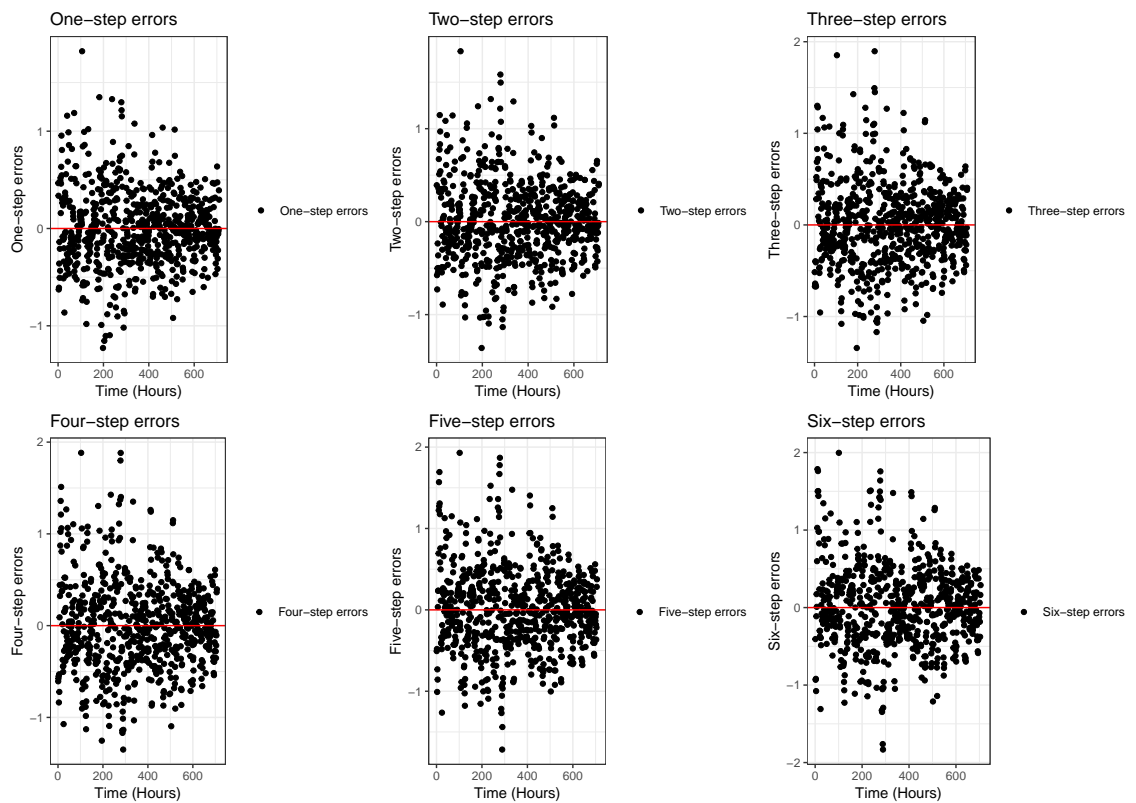 One−step errors
Two−step errors
Three−step errors
One−step errors
1
0
−1
0 200 400 600
Time (Hours)
One−step errors
Two−step errors
1
0
−1
0 200 400 600
Time (Hours)
Two−step errors
Three−step errors
2
1
0
−1
0 200 400 600
Time (Hours)
Three−step errors
Four−step errors
Five−step errors
Six−step errors
Four−step errors
2
1
0
−1
0 200 400 600
Time (Hours)
Four−step errors
Five−step errors
2
1
0
−1
0 200 400 600
Time (Hours)
Five−step errors
Six−step errors
2
1
0
−1
−2
0 200 400 600
Time (Hours)
Six−step errors